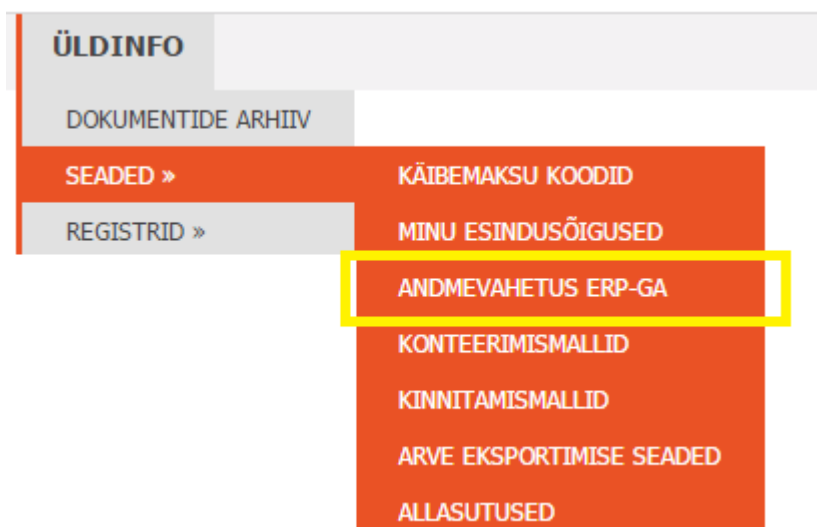 ÜLDINFO
DOKUMENTIDE ARHIIV
SEADED »
REGISTRID »
KÄIBEMAKSU KOODID
MINU ESINDUSÕIGUSED
ANDMEVAHETUS ERP-GA
KONTEERIMISMALLID
KINNITAMISMALLID
ARVE EKSPORTIMISE SEADED
ALLASUTUSED